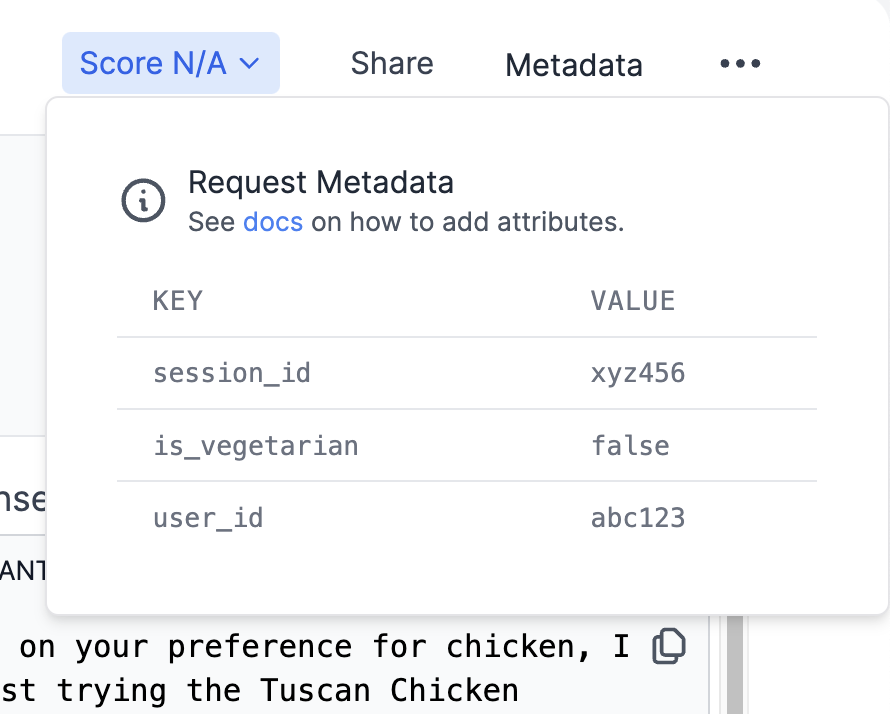 Score N/A Share Metadata
Request Metadata
See docs on how to add attributes.
KEY VALUE
session_id xyz456
is_vegetarian false
user_id abc123
nse
ANT
on your preference for chicken, I
st trying the Tuscan Chicken